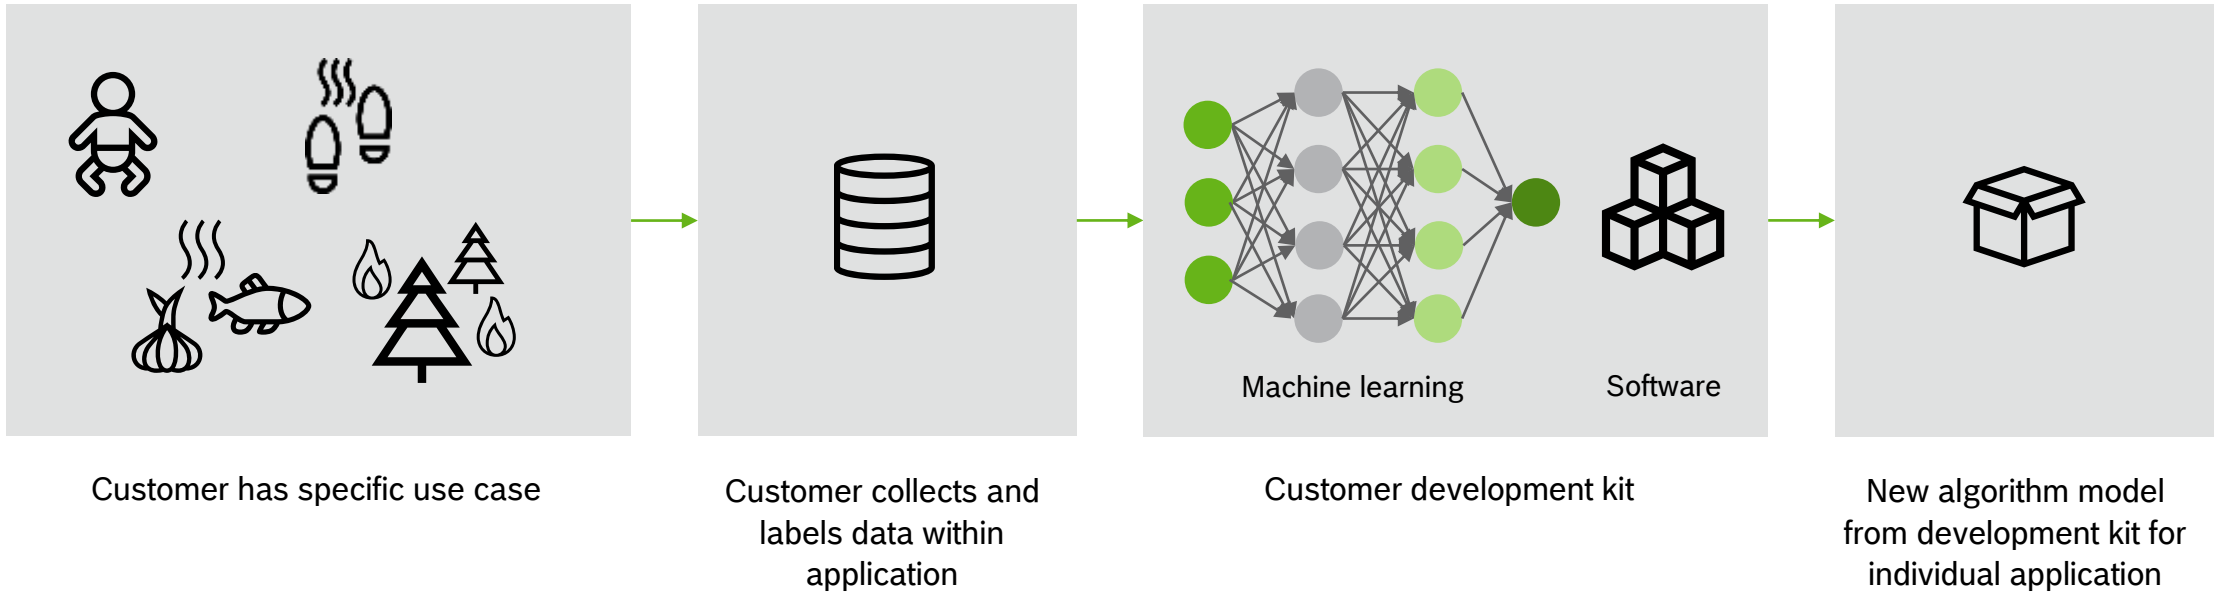 Machine learning
Software
Customer has specific use case
Customer collects and
labels data within
application
Customer development kit
New algorithm model
from development kit for
individual application